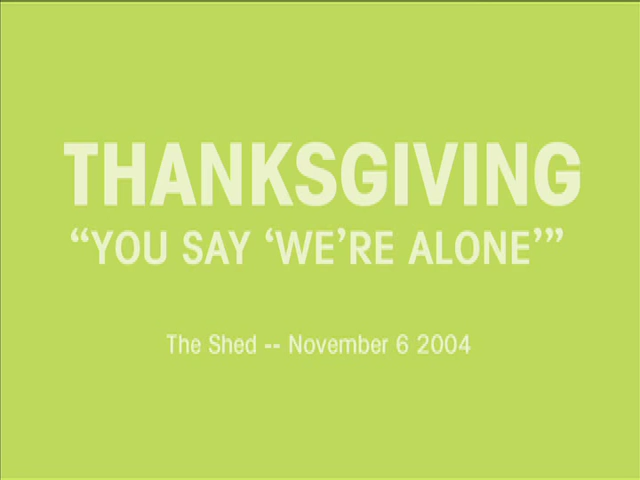 THANKSGIVING
“YOU SAY ‘WE’RE ALONE’”
The Shed -- November 6 2004